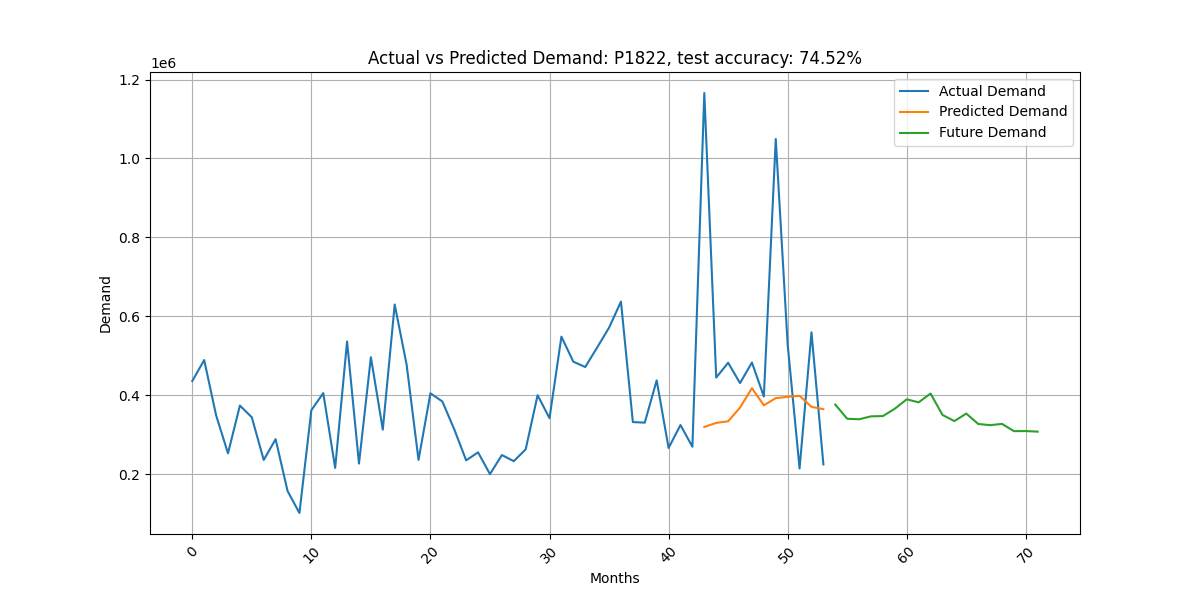 Actual vs Predicted Demand: P1822, test accuracy: 74.52%
1e6
1.2
1.0
0.8
0.6
0.4
0.2
Demand
Actual Demand
Predicted Demand
Future Demand
0 10 20 30 40 50 60 70
Months